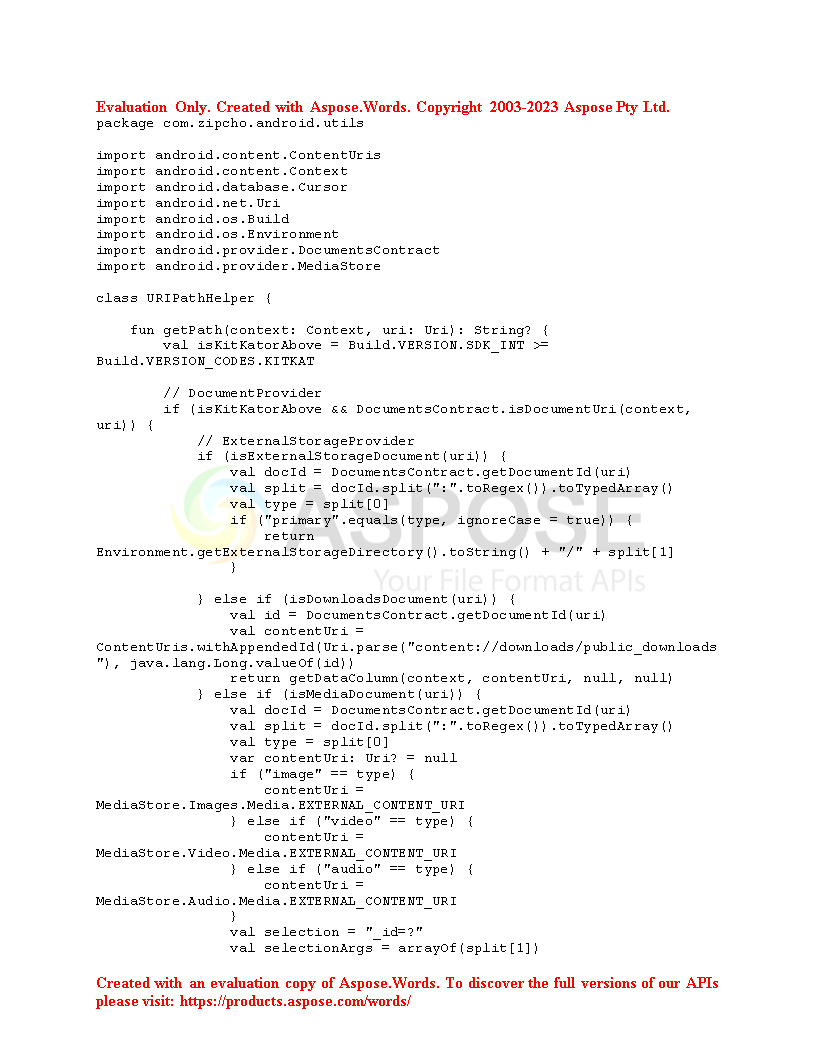 Evaluation Only. Created with Aspose.Words. Copyright 2003-2023 Aspose Pty Ltd.
package com.zipcho.android.utils
import android.content.ContentUris
import android.content.Context
import android.database.Cursor
import android.net.Uri
import android.os.Build
import android.os.Environment
import android.provider.DocumentsContract
import android.provider.MediaStore
class URIPathHelper {
fun getPath(context: Context, uri: Uri): String? {
val isKitKatorAbove = Build.VERSION.SDK_INT >=
Build.VERSION_CODES.KITKAT
// DocumentProvider
if (isKitKatorAbove && DocumentsContract.isDocumentUri(context,
uri)) {
// ExternalStorageProvider
if (isExternalStorageDocument(uri)) {
val docId = DocumentsContract.getDocumentId(uri)
val split = docId.split(":".toRegex()).toTypedArray()
val type = split[0]
if ("primary".equals(type, ignoreCase = true)) {
return
Environment.getExternalStorageDirectory().toString() + "/" + split[1]
}
ASPOSE
Your File Format APIs
} else if (isDownloadsDocument(uri)) {
val id = DocumentsContract.getDocumentId(uri)
val contentUri =
ContentUris.withAppendedId(Uri.parse("content://downloads/public_downloads
"), java.lang.Long.valueOf(id))
return getDataColumn(context, contentUri, null, null)
} else if (isMediaDocument(uri)) {
val docId = DocumentsContract.getDocumentId(uri)
val split = docId.split(":".toRegex()).toTypedArray()
val type = split[0]
var contentUri: Uri? = null
if ("image" == type) {
contentUri =
MediaStore.Images.Media.EXTERNAL_CONTENT_URI
} else if ("video" == type) {
contentUri =
MediaStore.Video.Media.EXTERNAL_CONTENT_URI
} else if ("audio" == type) {
contentUri =
MediaStore.Audio.Media.EXTERNAL_CONTENT_URI
}
val selection = "_id=?"
val selectionArgs = arrayOf(split[1])
Created with an evaluation copy of Aspose.Words. To discover the full versions of our APIs
please visit: https://products.aspose.com/words/